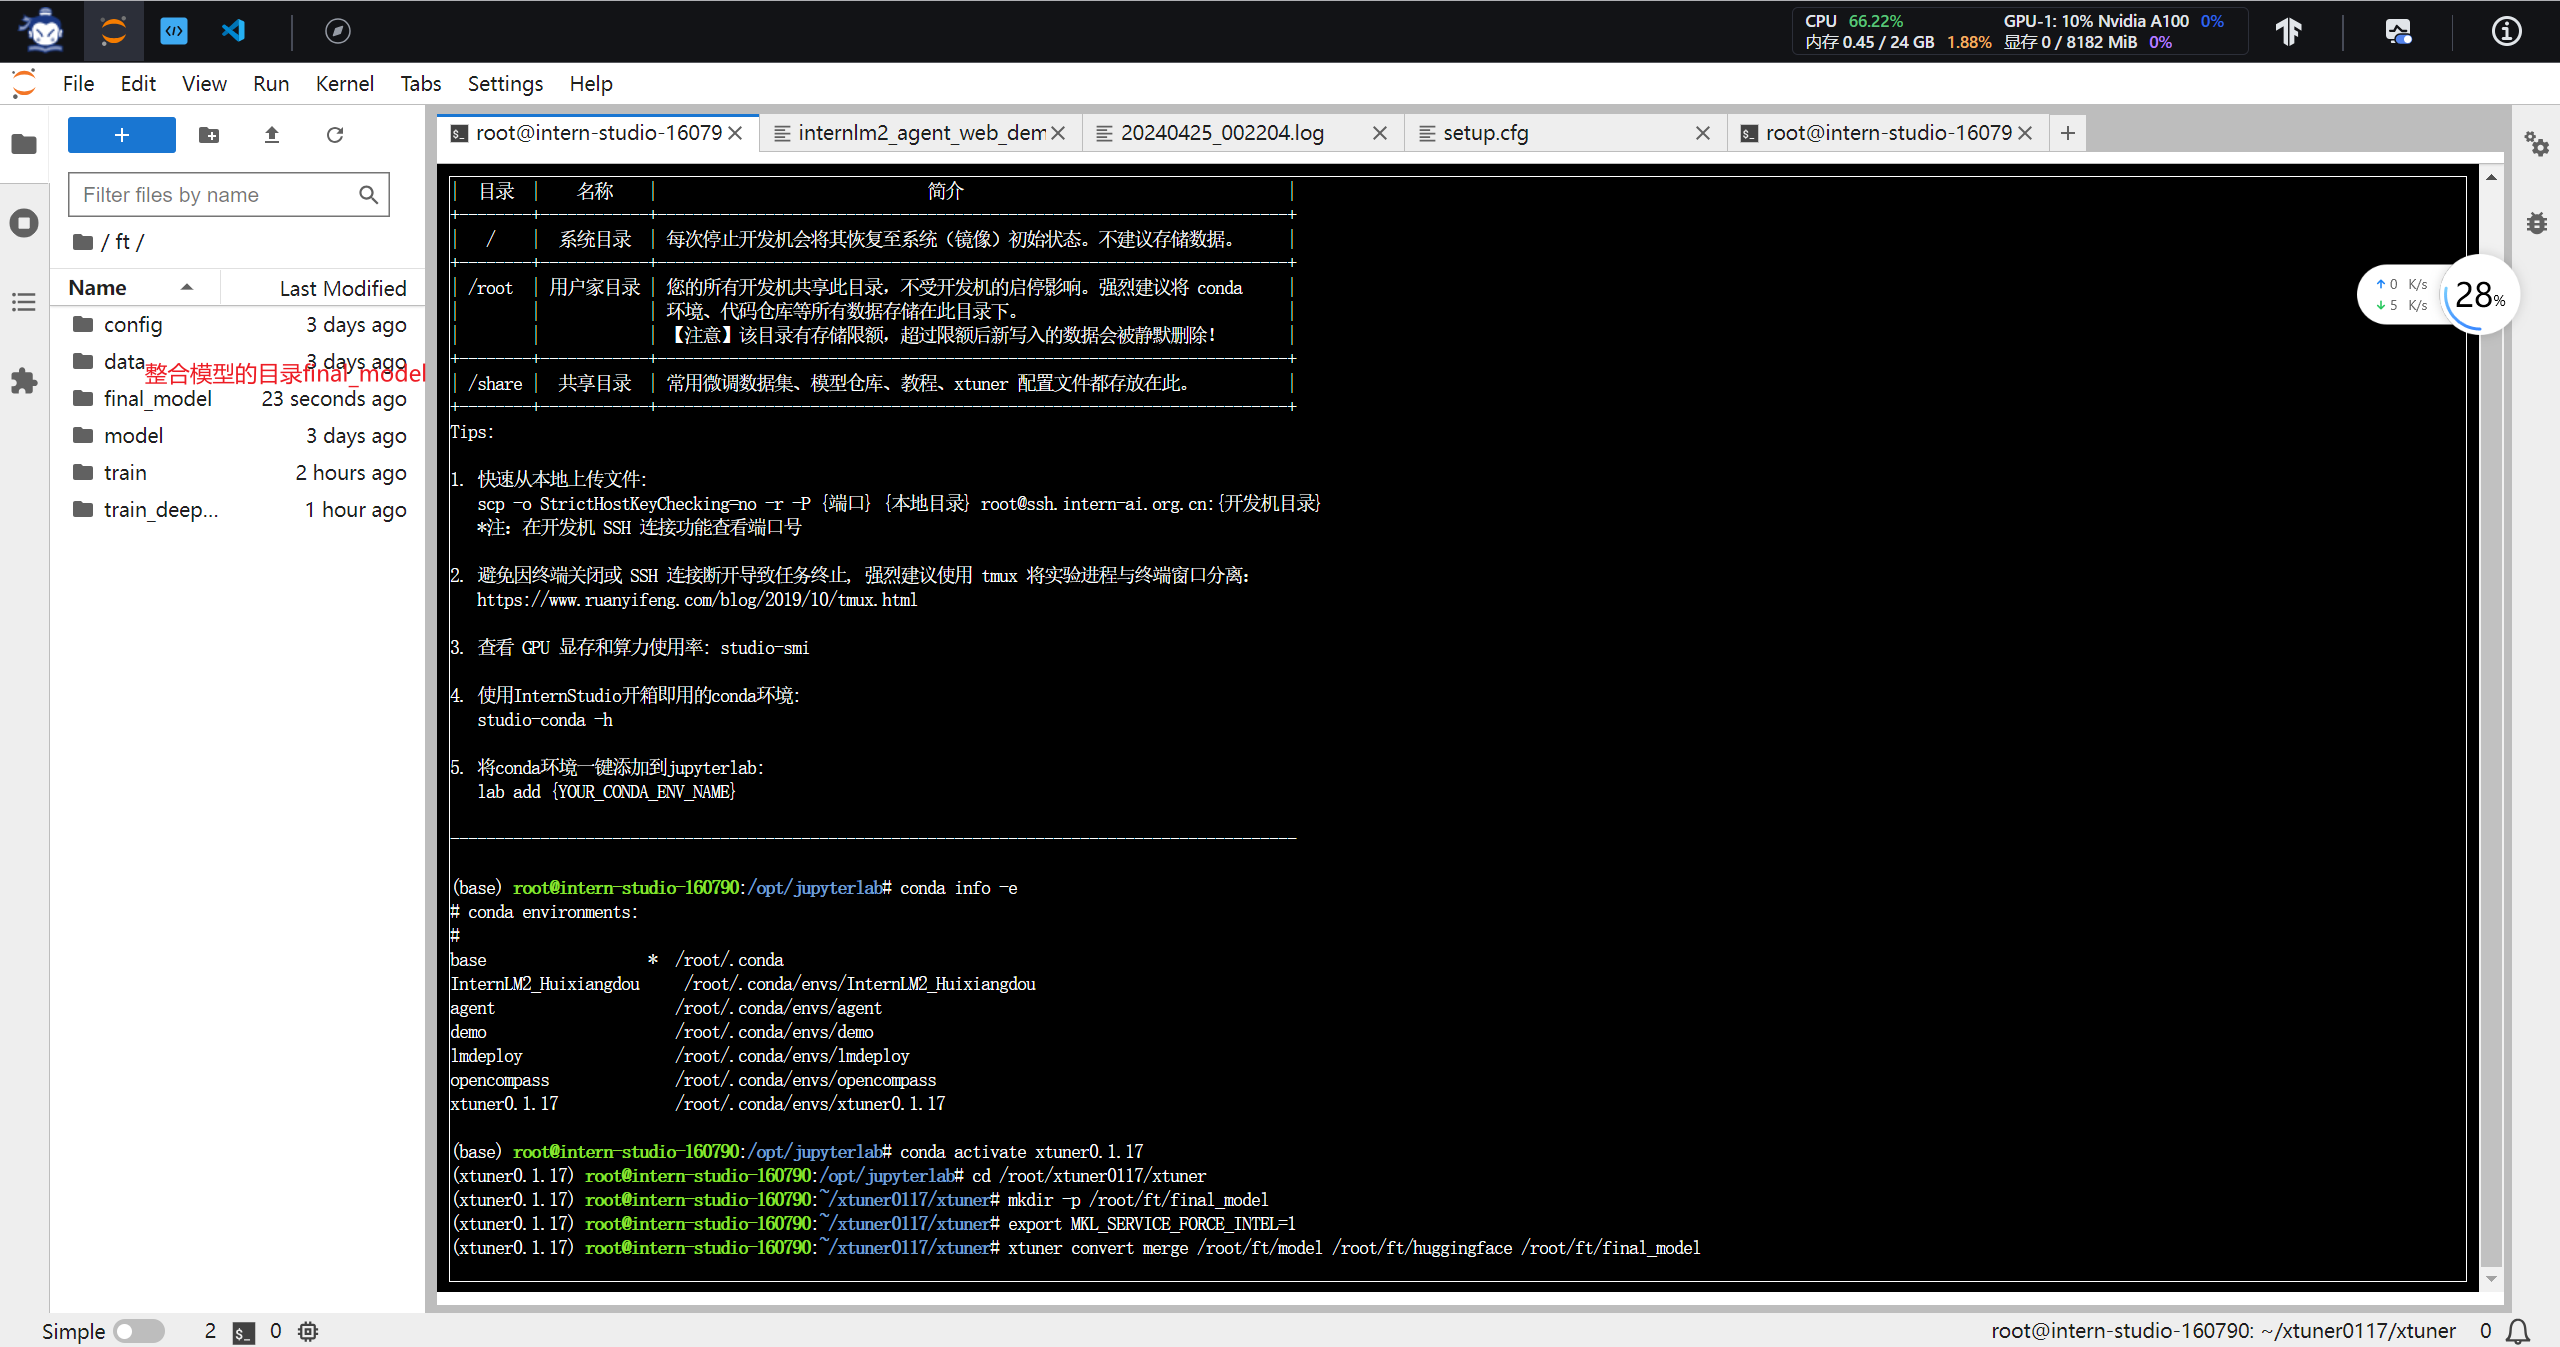 CPU 66.22% GPU-1: 10% Nvidia A100 0%
内存 0.45 / 24 GB 1.88% 显存 0 / 8182 MiB 0%
File Edit View Run Kernel Tabs Settings Help
root@intern-studio-16079
internlm2_agent_web_dem
20240425_002204.log
setup.cfg
root@intern-studio-16079
Filter files by name
/ ft /
Name Last Modified
config 3 days ago
data 3 days ago
整合模型的目录final_model
final_model 23 seconds ago
model 3 days ago
train 2 hours ago
train_deep... 1 hour ago
| 目录 | 名称 | 简介 |
| / | 系统目录 | 每次停止开发机会将其恢复至系统（镜像）初始状态。不建议存储数据。 |
| /root | 用户家目录 | 您的所有开发机共享此目录，不受开发机的启停影响。强烈建议将 conda |
| | | 环境、代码仓库等所有数据存储在此目录下。 |
| | | 【注意】该目录有存储限额，超过限额后新写入的数据会被静默删除！ |
| /share | 共享目录 | 常用微调数据集、模型仓库、教程、xtuner 配置文件都存放在此。 |
Tips:
1. 快速从本地上传文件:
scp -o StrictHostKeyChecking=no -r -P {端口} {本地目录} root@ssh.intern-ai.org.cn:{开发机目录}
*注：在开发机 SSH 连接功能查看端口号
2. 避免因终端关闭或 SSH 连接断开导致任务终止, 强烈建议使用 tmux 将实验进程与终端窗口分离：
https://www.ruanyifeng.com/blog/2019/10/tmux.html
3. 查看 GPU 显存和算力使用率: studio-smi
4. 使用InternStudio开箱即用的conda环境:
studio-conda -h
5. 将conda环境一键添加到jupyterlab:
lab add {YOUR_CONDA_ENV_NAME}
(base) root@intern-studio-160790:/opt/jupyterlab# conda info -e
# conda environments:
#
base * /root/.conda
InternLM2_Huixiangdou /root/.conda/envs/InternLM2_Huixiangdou
agent /root/.conda/envs/agent
demo /root/.conda/envs/demo
lmdeploy /root/.conda/envs/lmdeploy
opencompass /root/.conda/envs/opencompass
xtuner0.1.17 /root/.conda/envs/xtuner0.1.17
(base) root@intern-studio-160790:/opt/jupyterlab# conda activate xtuner0.1.17
(xtuner0.1.17) root@intern-studio-160790:/opt/jupyterlab# cd /root/xtuner0117/xtuner
(xtuner0.1.17) root@intern-studio-160790:~/xtuner0117/xtuner# mkdir -p /root/ft/final_model
(xtuner0.1.17) root@intern-studio-160790:~/xtuner0117/xtuner# export MKL_SERVICE_FORCE_INTEL=1
(xtuner0.1.17) root@intern-studio-160790:~/xtuner0117/xtuner# xtuner convert merge /root/ft/model /root/ft/huggingface /root/ft/final_model
↑ 0 K/s
↓ 5 K/s
28%
Simple 2 0
root@intern-studio-160790: ~/xtuner0117/xtuner 0